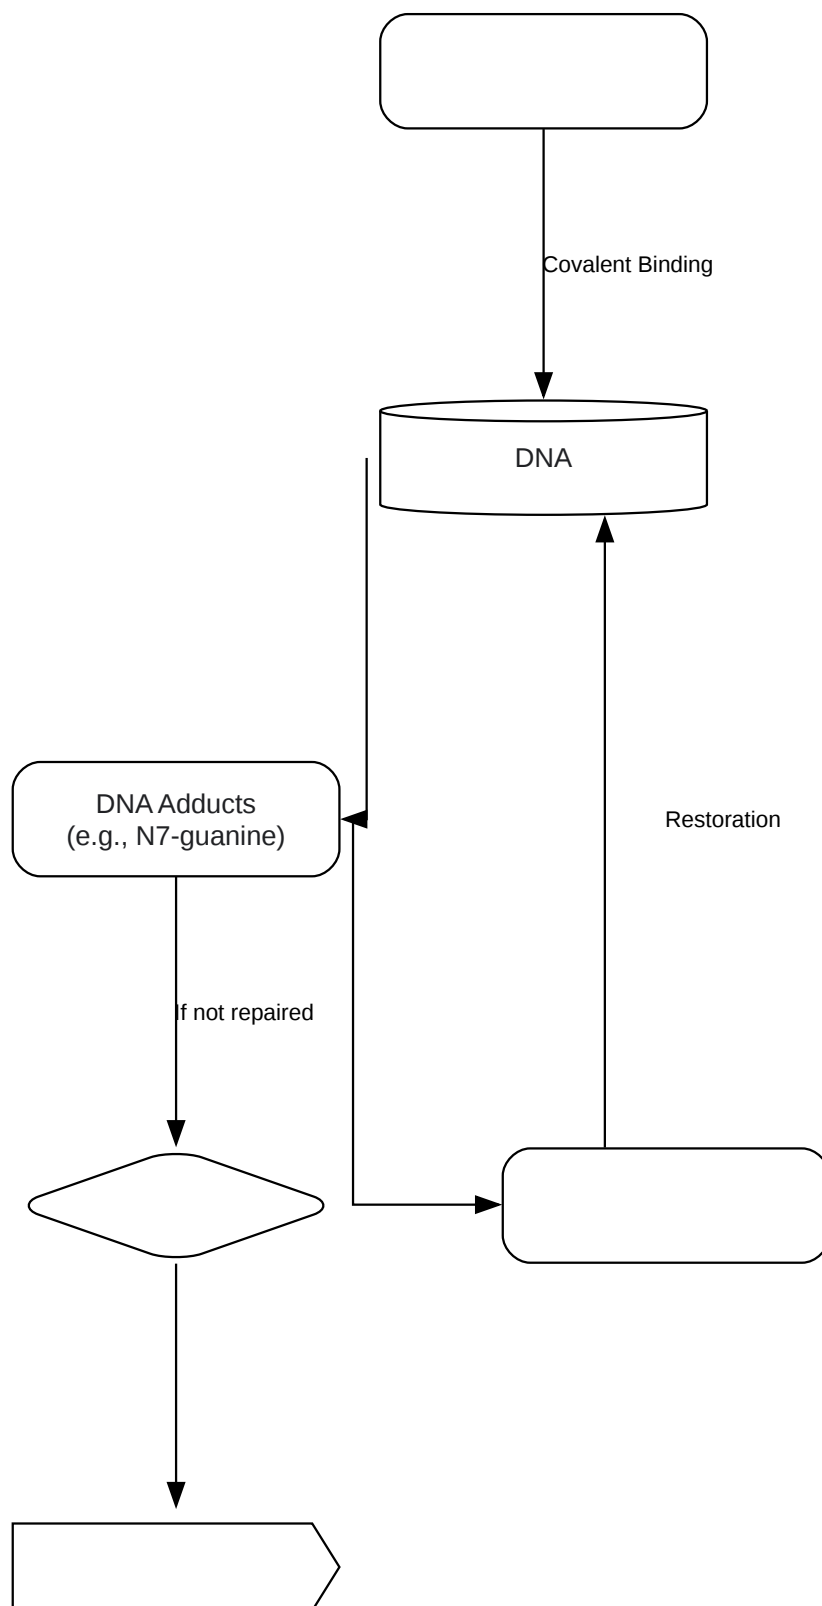 Covalent Binding
DNA
DNA Adducts
(e.g., N7-guanine)
Restoration
If not repaired